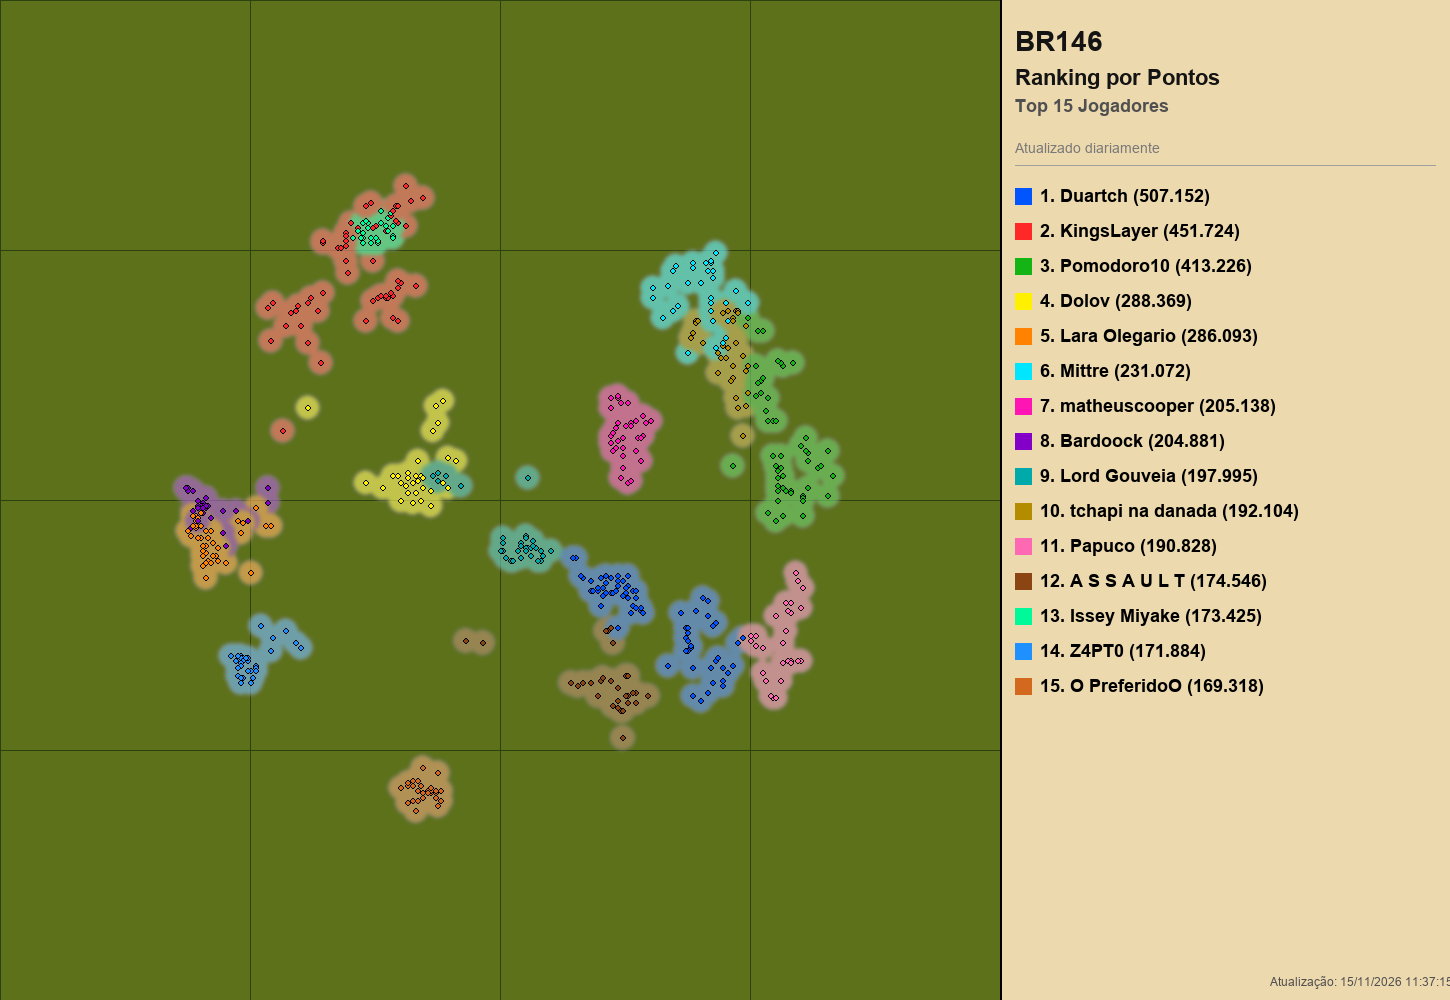 BR146
Ranking por Pontos
Top 15 Jogadores
Atualizado diariamente
1. Duartch (507.152)
2. KingsLayer (451.724)
3. Pomodoro10 (413.226)
4. Dolov (288.369)
5. Lara Olegario (286.093)
6. Mittre (231.072)
7. matheuscooper (205.138)
8. Bardoock (204.881)
9. Lord Gouveia (197.995)
10. tchapi na danada (192.104)
11. Papuco (190.828)
12. A S S A U L T (174.546)
13. Issey Miyake (173.425)
14. Z4PT0 (171.884)
15. O PreferidoO (169.318)
Atualização: 15/11/2026 11:37:15